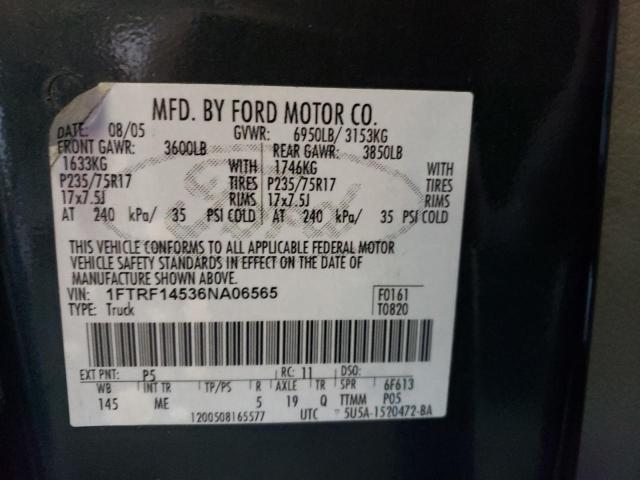 MFD. BY FORD MOTOR CO.
DATE: 08/05 GVWR: 6950LB/ 3153KG
FRONT GAWR: 3600LB REAR GAWR: 3850LB
1633KG WITH 1746KG WITH
P235/75R17 TIRES P235/75R17 TIRES
17x7.5J RIMS 17x7.5J RIMS
AT 240 kPa/ 35 PSI COLD AT 240 kPa/ 35 PSI COLD
Ford
THIS VEHICLE CONFORMS TO ALL APPLICABLE FEDERAL MOTOR
VEHICLE SAFETY STANDARDS IN EFFECT ON THE DATE OF
MANUFACTURE SHOWN ABOVE.
VIN: 1FTRF14536NA06565 F0161
TYPE: Truck T0820
EXT PNT: P5 RC: 11 DSO:
WB INT TR TP/PS R AXLE TR SPR 6F613
145 ME 5 19 Q TTMM P05
1200508165577 UTC 5U5A-1520472-BA